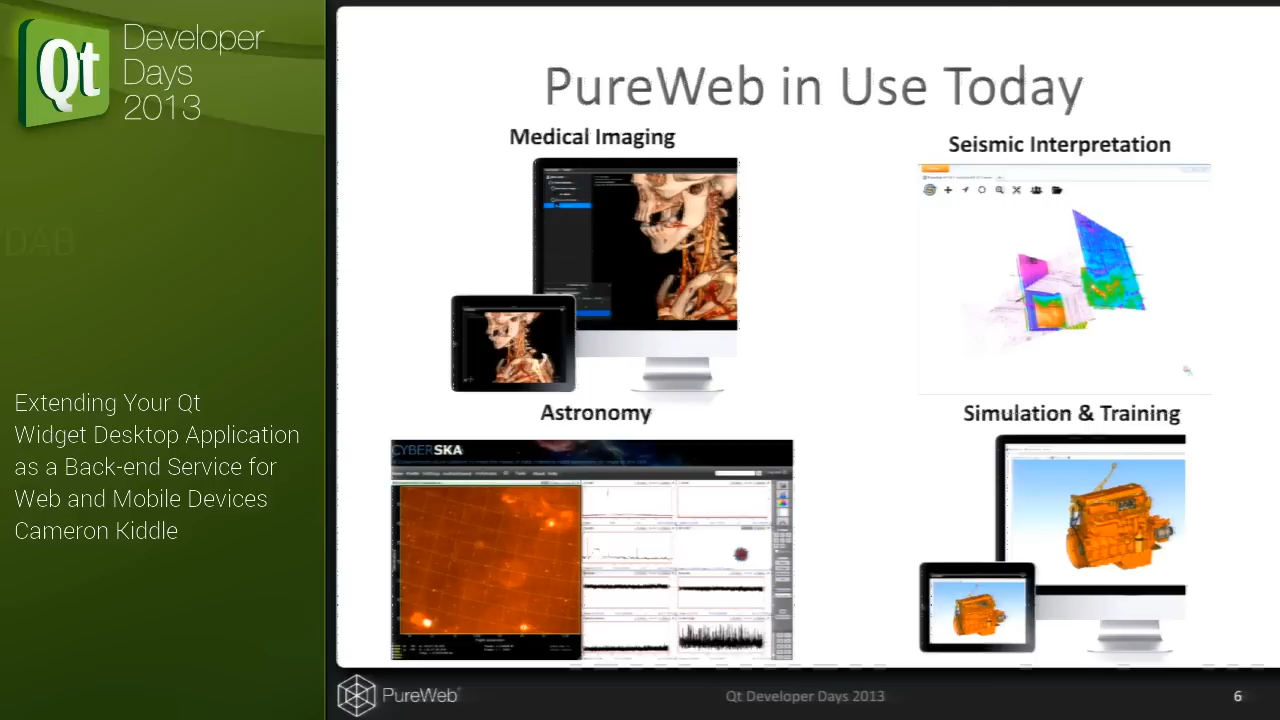 Qt
Developer
Days
2013
Extending Your Qt
Widget Desktop Application
as a Back-end Service for
Web and Mobile Devices
Cameron Kiddle
PureWeb in Use Today
Medical Imaging
Seismic Interpretation
Astronomy
Simulation & Training
CYBERSKA
PureWeb
Qt Developer Days 2013
6